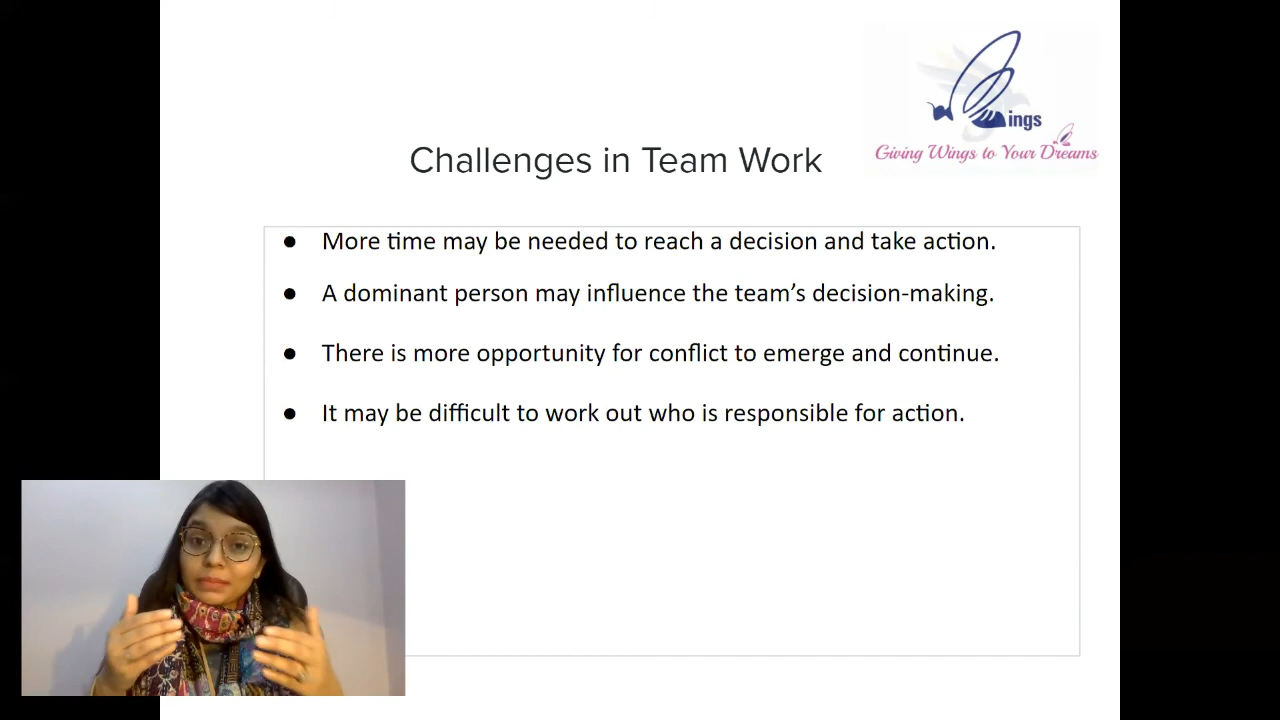 ings
Giving Wings to Your Dreams
Challenges in Team Work
● More time may be needed to reach a decision and take action.
● A dominant person may influence the team’s decision-making.
● There is more opportunity for conflict to emerge and continue.
● It may be difficult to work out who is responsible for action.